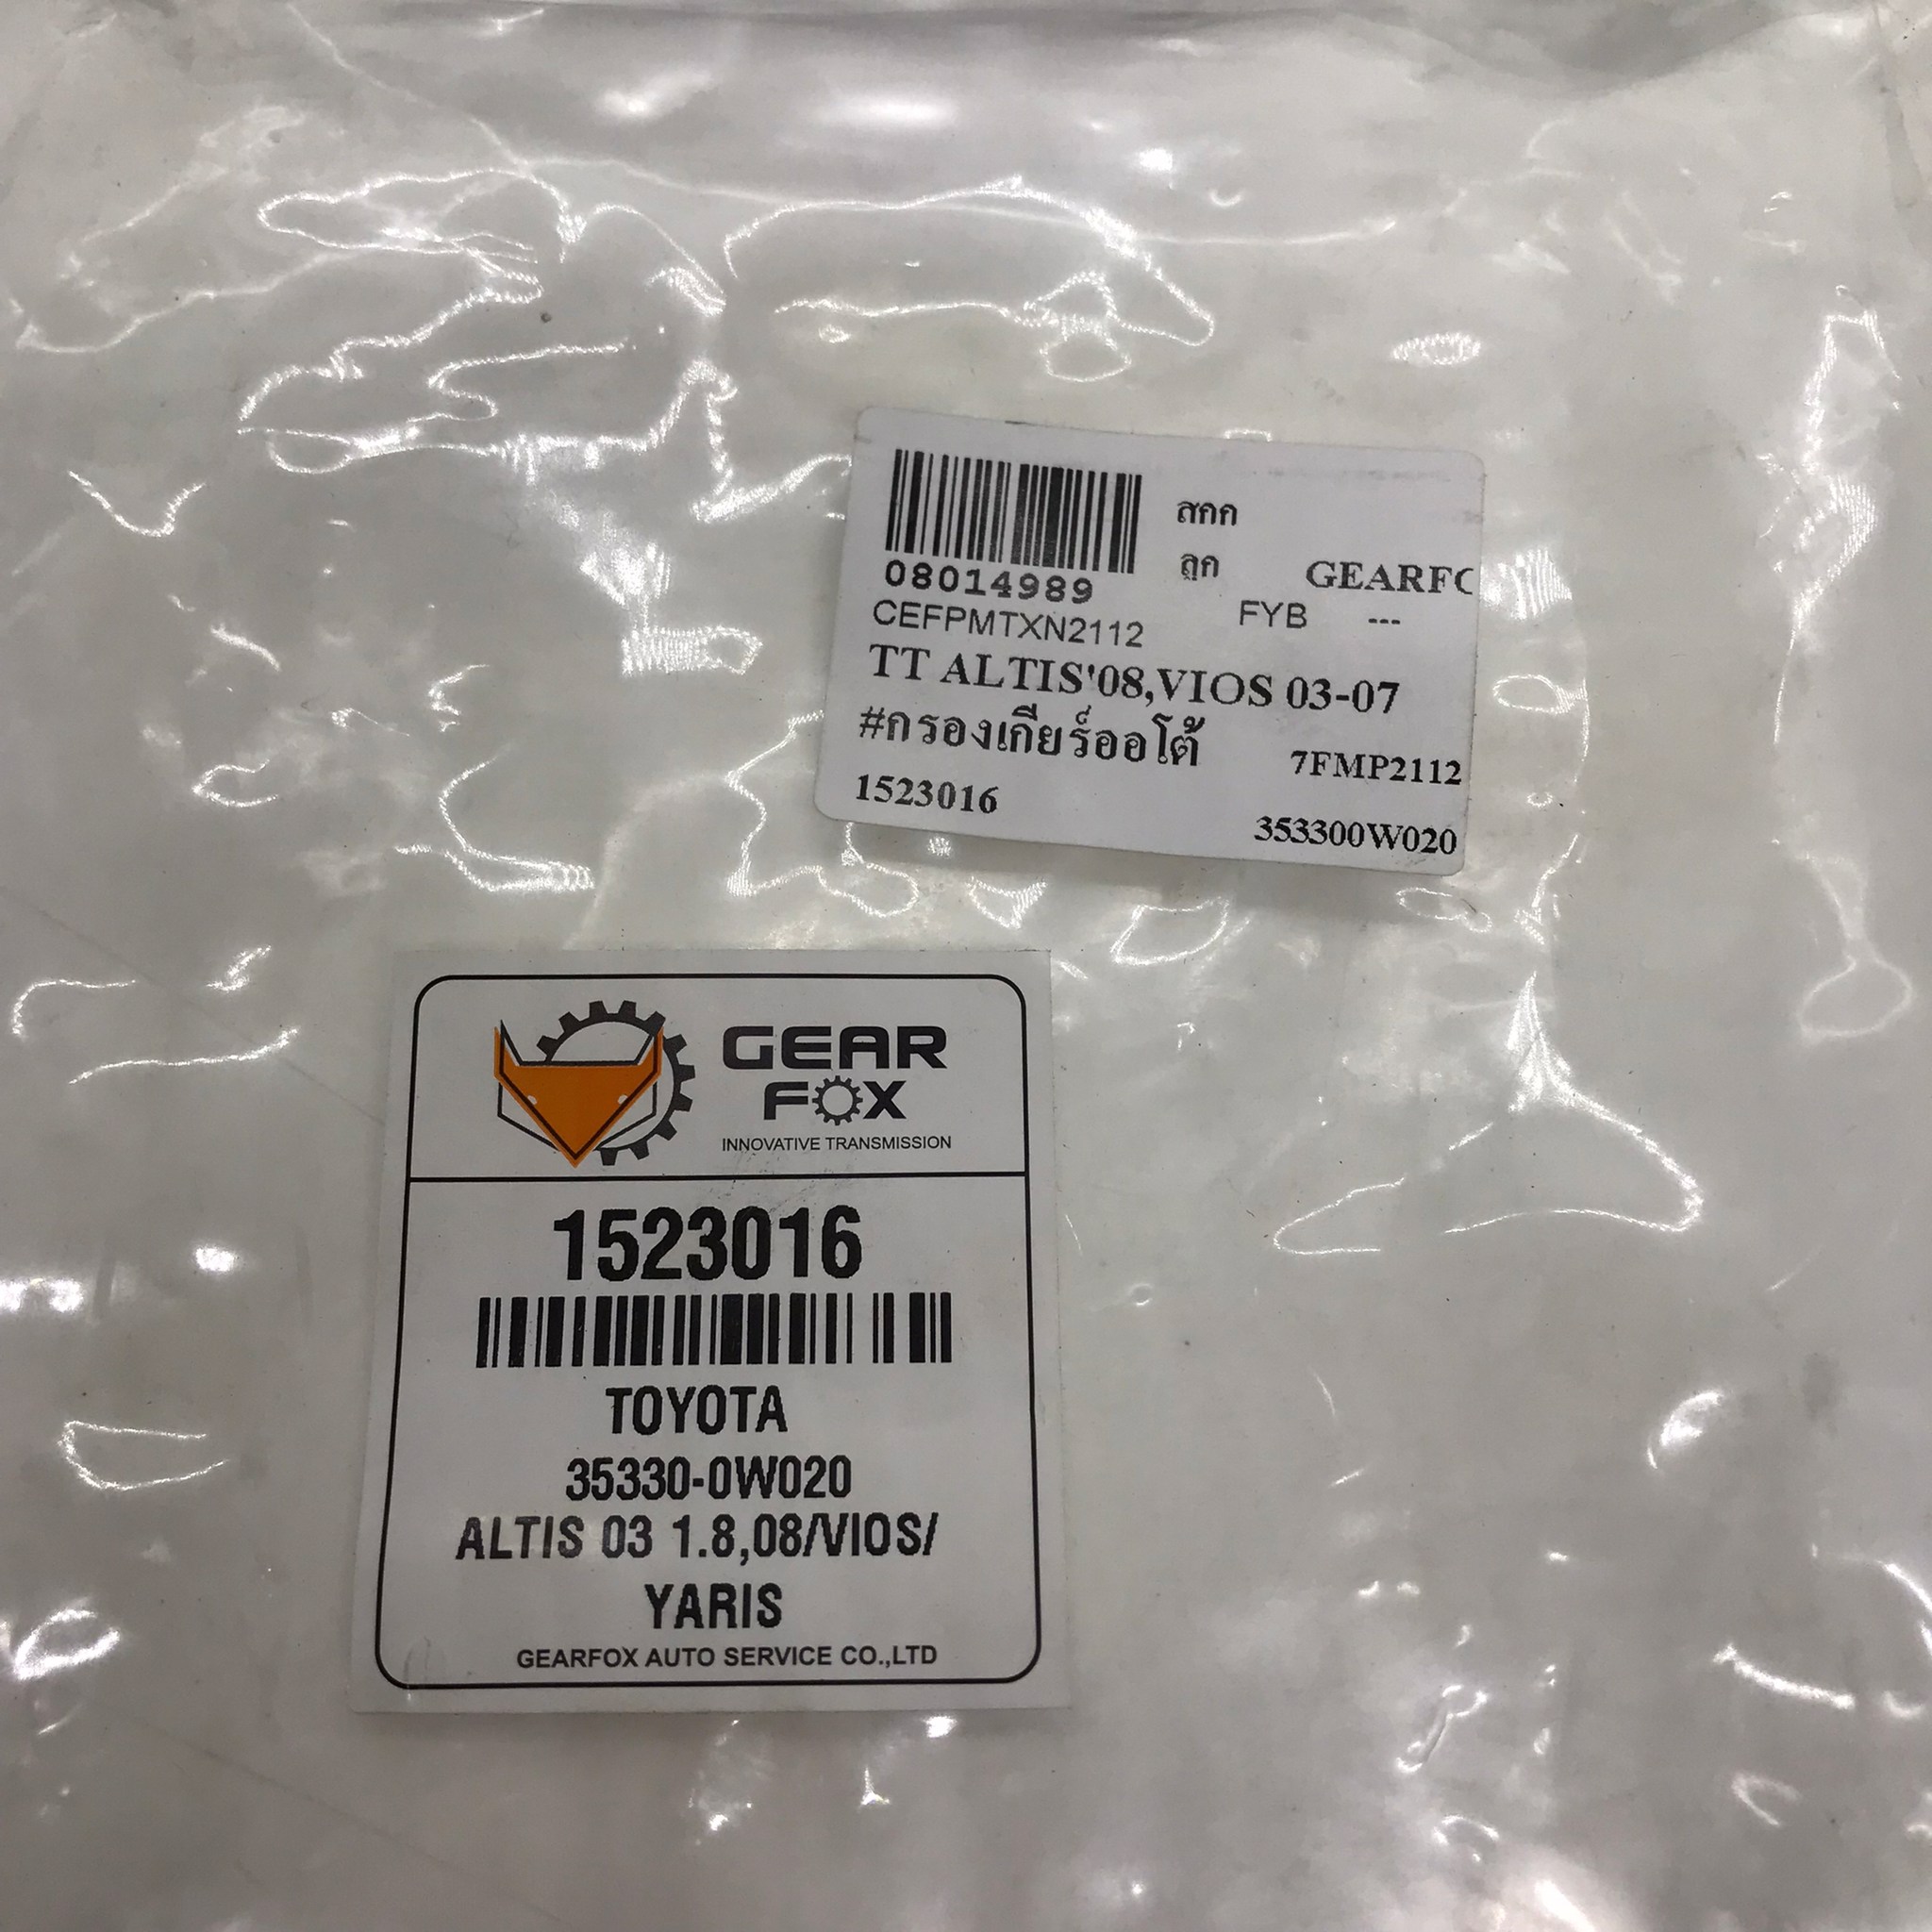 สกก
08014989
ลูก GEARFO
CEFPMTXN2112 FYB ---
TT ALTIS'08,VIOS 03-07
#กรองเกียร์ออโต้ 7FMP2112
1523016 353300W020
GEAR
FOX
INNOVATIVE TRANSMISSION
1523016
TOYOTA
35330-0W020
ALTIS 03 1.8,08/VIOS/
YARIS
GEARFOX AUTO SERVICE CO.,LTD